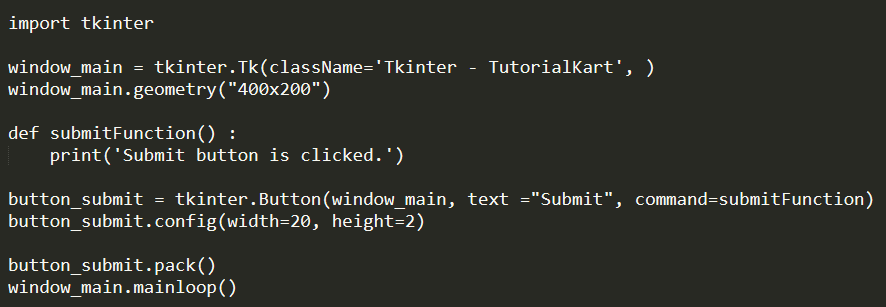 import tkinter
window_main = tkinter.Tk(className='Tkinter - TutorialKart', )
window_main.geometry("400x200")
def submitFunction() :
    print('Submit button is clicked.')
button_submit = tkinter.Button(window_main, text ="Submit", command=submitFunction)
button_submit.config(width=20, height=2)
button_submit.pack()
window_main.mainloop()